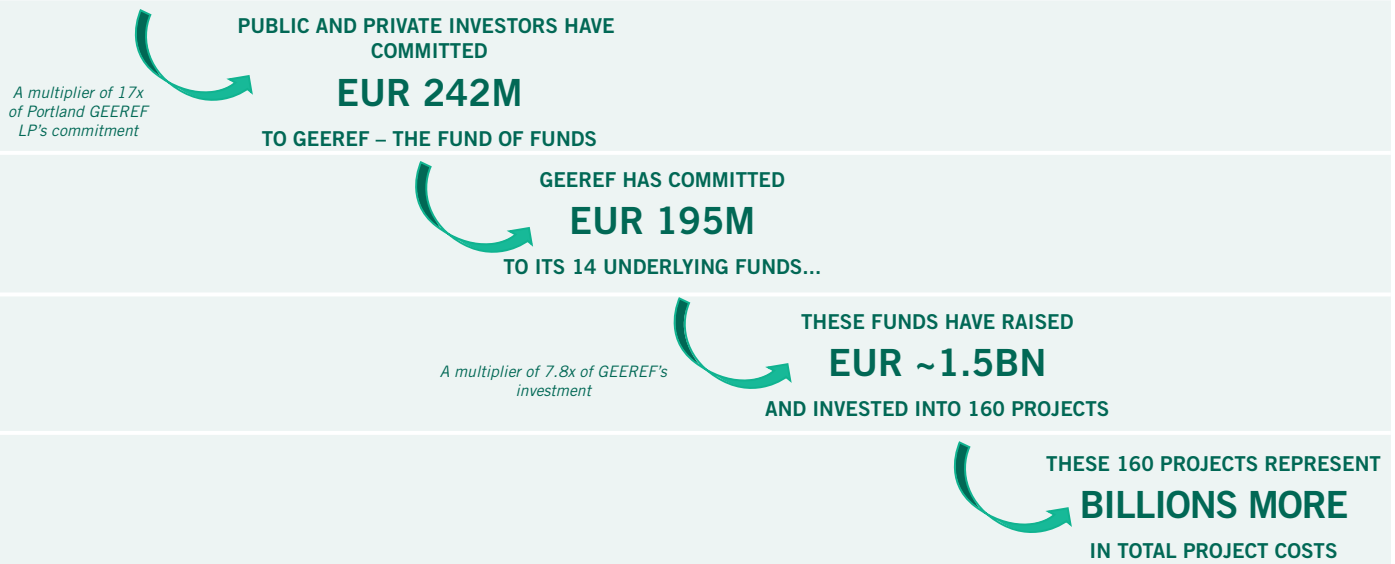 PUBLIC AND PRIVATE INVESTORS HAVE
COMMITTED
EUR 242M
TO GEEREF – THE FUND OF FUNDS
A multiplier of 17x
of Portland GEEREF
LP's commitment
GEEREF HAS COMMITTED
EUR 195M
TO ITS 14 UNDERLYING FUNDS...
THESE FUNDS HAVE RAISED
EUR ~1.5BN
AND INVESTED INTO 160 PROJECTS
A multiplier of 7.8x of GEEREF's
investment
THESE 160 PROJECTS REPRESENT
BILLIONS MORE
IN TOTAL PROJECT COSTS